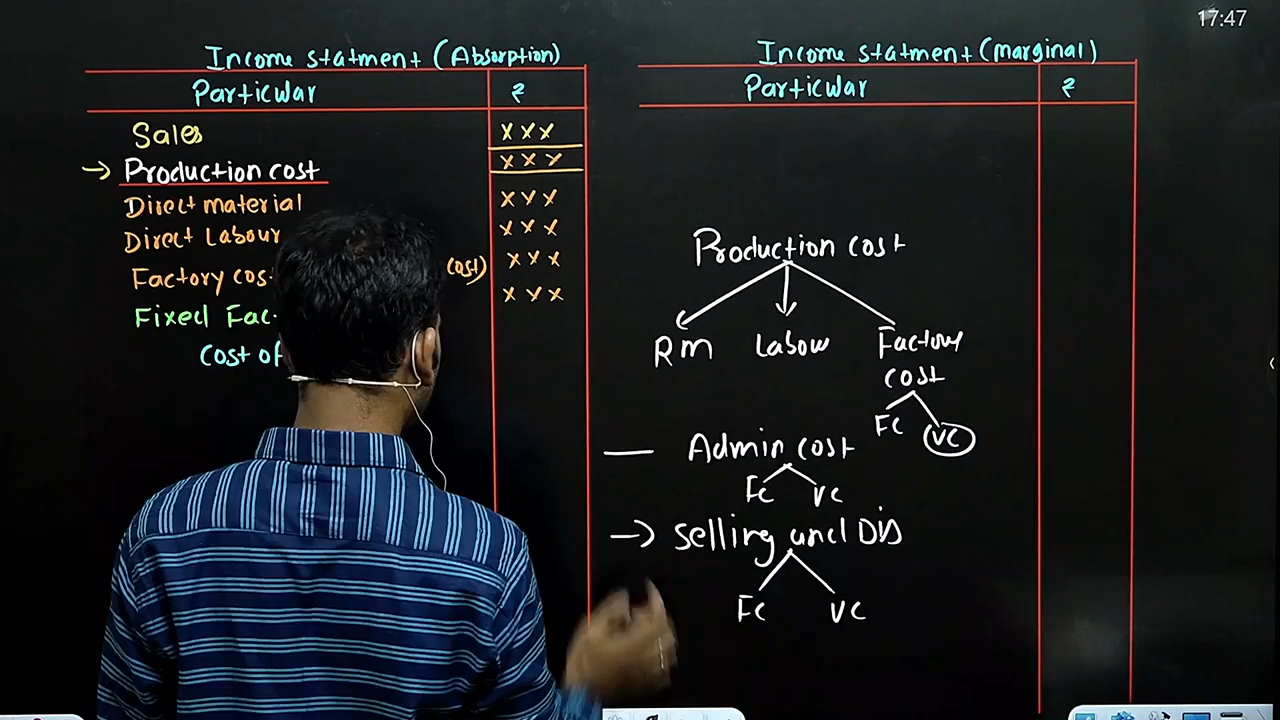 17:47
Income statment (Absorption)
Particular ₹
Sales xxx
→ Production cost xxx
Direct material xxx
Direct Labour xxx
Factory cos cost) xxx
Fixed Fac xxx
Cost of
Income statment (marginal)
Particular ₹
Production cost
RM Labour Factory
cost
FC VC
— Admin cost
FC VC
→ Selling and Dis
FC VC